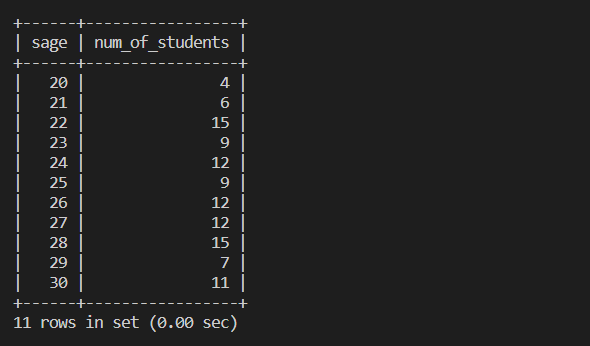 +------+-----------------+
| sage | num_of_students |
+------+-----------------+
|   20 |               4 |
|   21 |               6 |
|   22 |              15 |
|   23 |               9 |
|   24 |              12 |
|   25 |               9 |
|   26 |              12 |
|   27 |              12 |
|   28 |              15 |
|   29 |               7 |
|   30 |              11 |
+------+-----------------+
11 rows in set (0.00 sec)